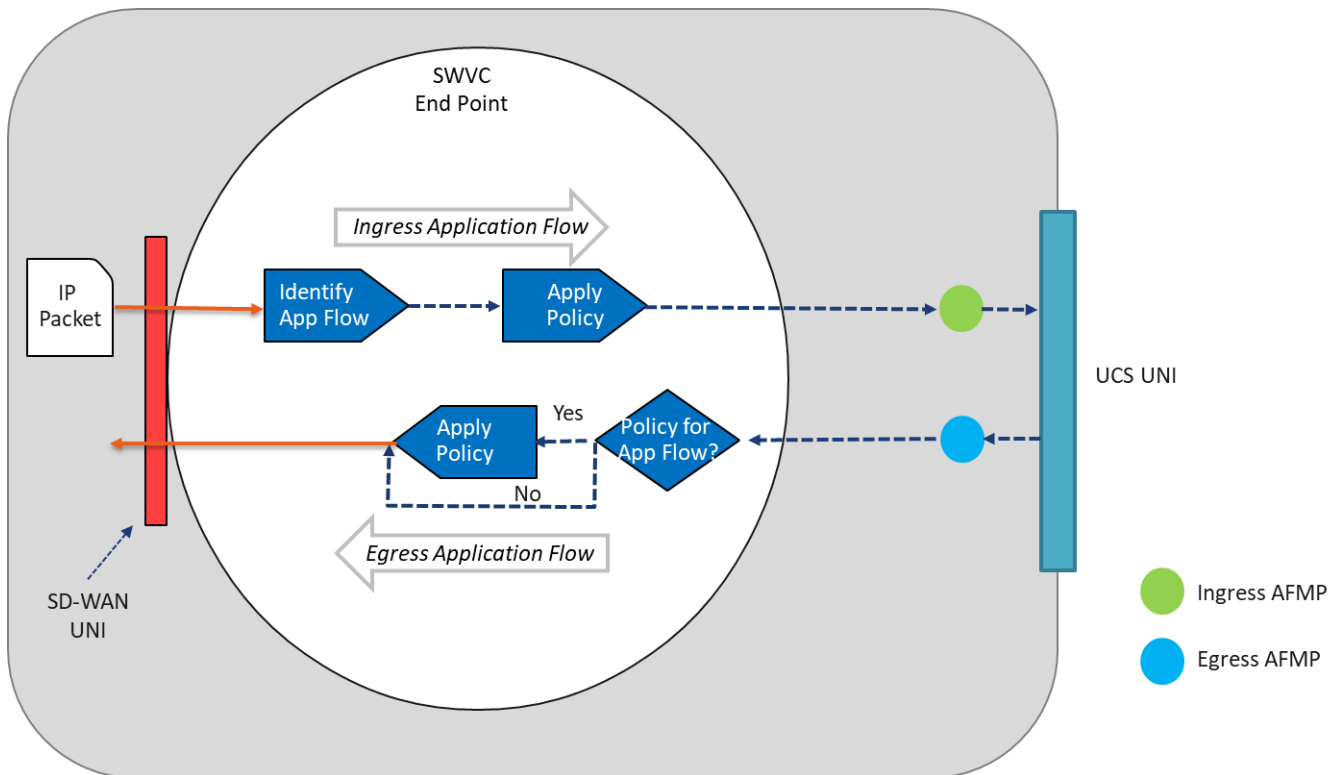 SWVC
End Point
Ingress Application Flow
IP
Packet
Identify
App Flow
Apply
Policy
UCS UNI
Yes
Apply
Policy
Policy for
App Flow?
No
Egress Application Flow
SD-WAN
UNI
Ingress AFMP
Egress AFMP